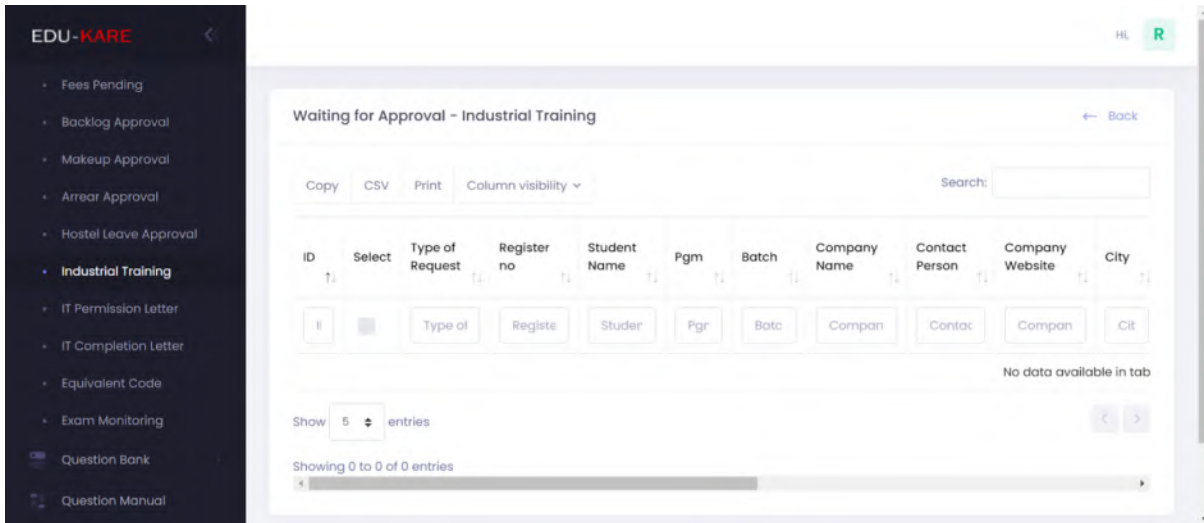 EDU-KARE
Hi, R
Fees Pending
Backlog Approval
Makeup Approval
Arrear Approval
Hostel Leave Approval
Industrial Training
IT Permission Letter
IT Completion Letter
Equivalent Code
Exam Monitoring
Question Bank
Question Manual
Waiting for Approval - Industrial Training
← Back
Copy CSV Print Column visibility
Search:
ID Select Type of Request Register no Student Name Pgm Batch Company Name Contact Person Company Website City
Type of Registe Studer Pgr Batc Compan Contac Compan Cit
No data available in tab
Show 5 entries
Showing 0 to 0 of 0 entries